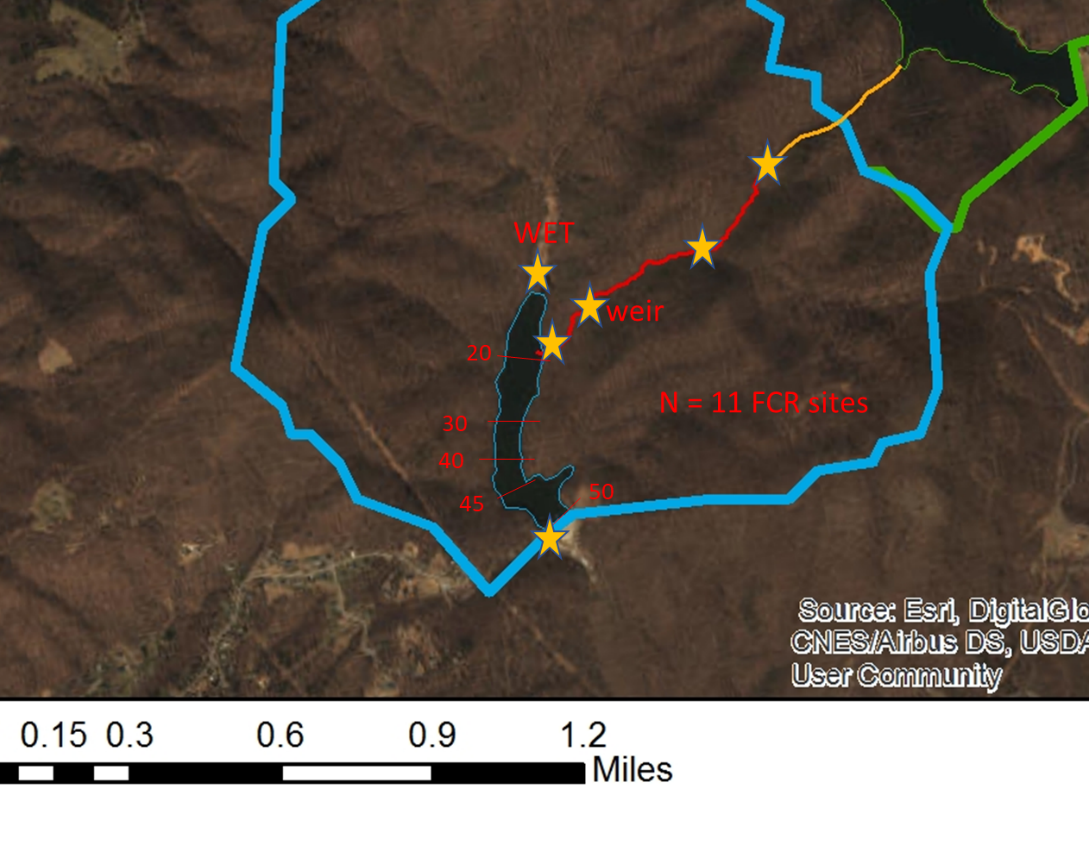 WET
weir
20
N = 11 FCR sites
30
40
45
50
Source: Esri, DigitalGlo
CNES/Airbus DS, USDA
User Community
0.15 0.3 0.6 0.9 1.2
Miles